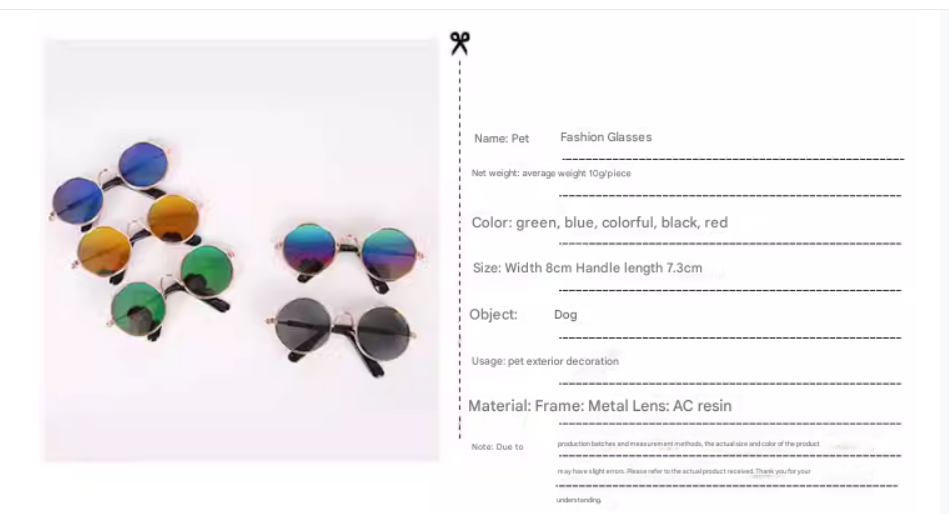 Name: Pet Fashion Glasses
Net weight: average weight 10g/piece
Color: green, blue, colorful, black, red
Size: Width 8cm Handle length 7.3cm
Object: Dog
Usage: pet exterior decoration
Material: Frame: Metal Lens: AC resin
Note: Due to production batches and measurement methods, the actual size and color of the product
may have slight errors. Please refer to the actual product received. Thank you for your
understanding.